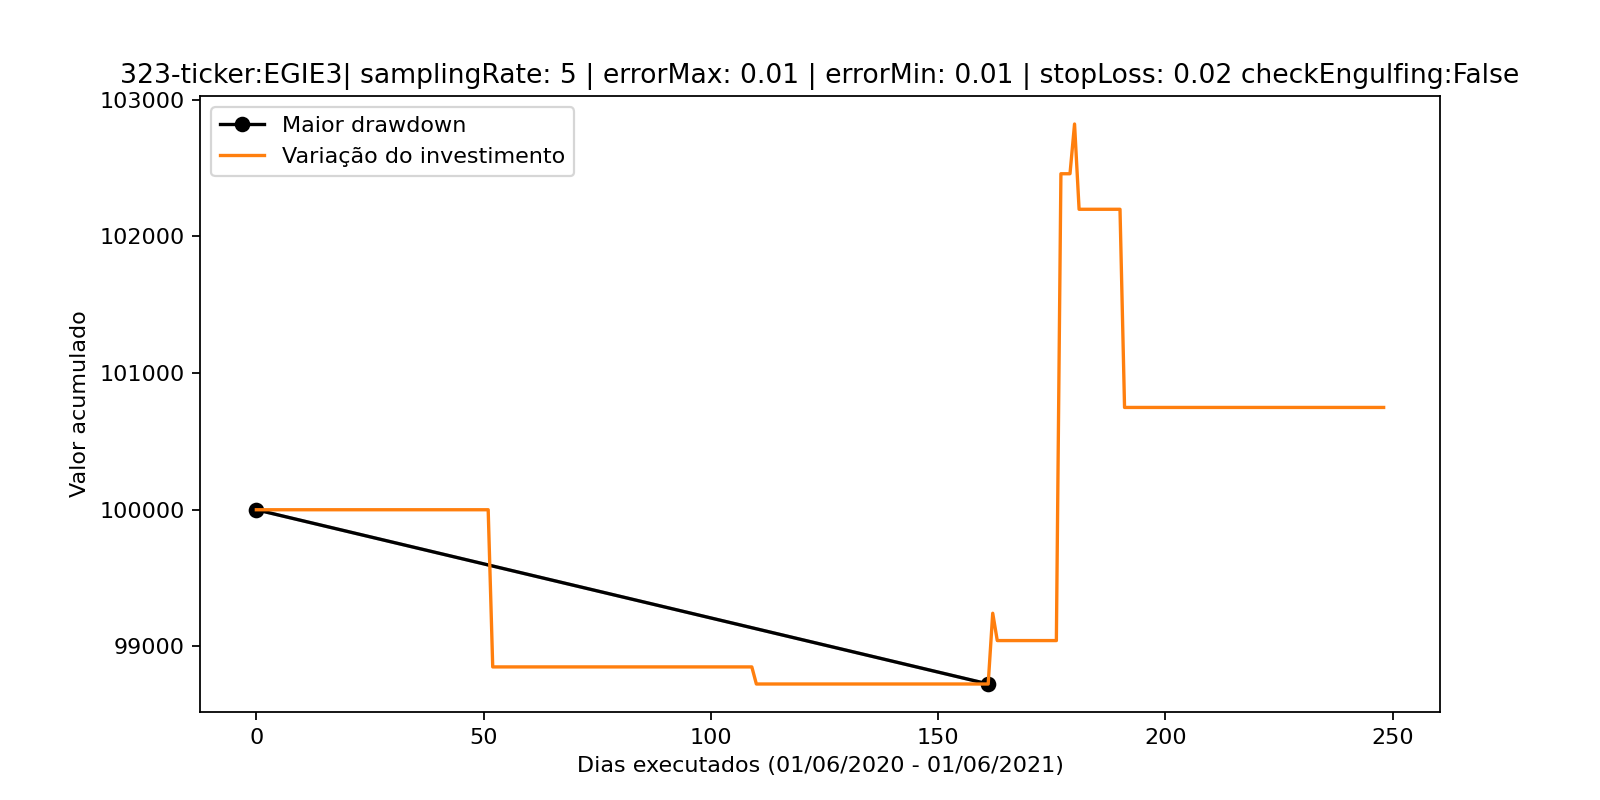 323-ticker:EGIE3| samplingRate: 5 | errorMax: 0.01 | errorMin: 0.01 | stopLoss: 0.02 checkEngulfing:False
Maior drawdown
Variação do investimento
Valor acumulado
103000
102000
101000
100000
99000
0 50 100 150 200 250
Dias executados (01/06/2020 - 01/06/2021)